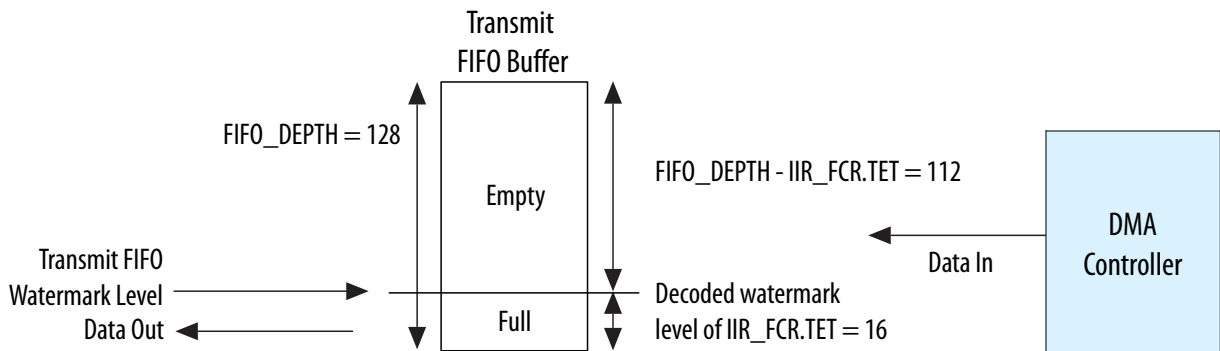 Transmit
FIFO Buffer
FIFO_DEPTH = 128
FIFO_DEPTH - IIR_FCR.TET = 112
Empty
DMA
Controller
Data In
Transmit FIFO
Watermark Level
Data Out
Full
Decoded watermark
level of IIR_FCR.TET = 16